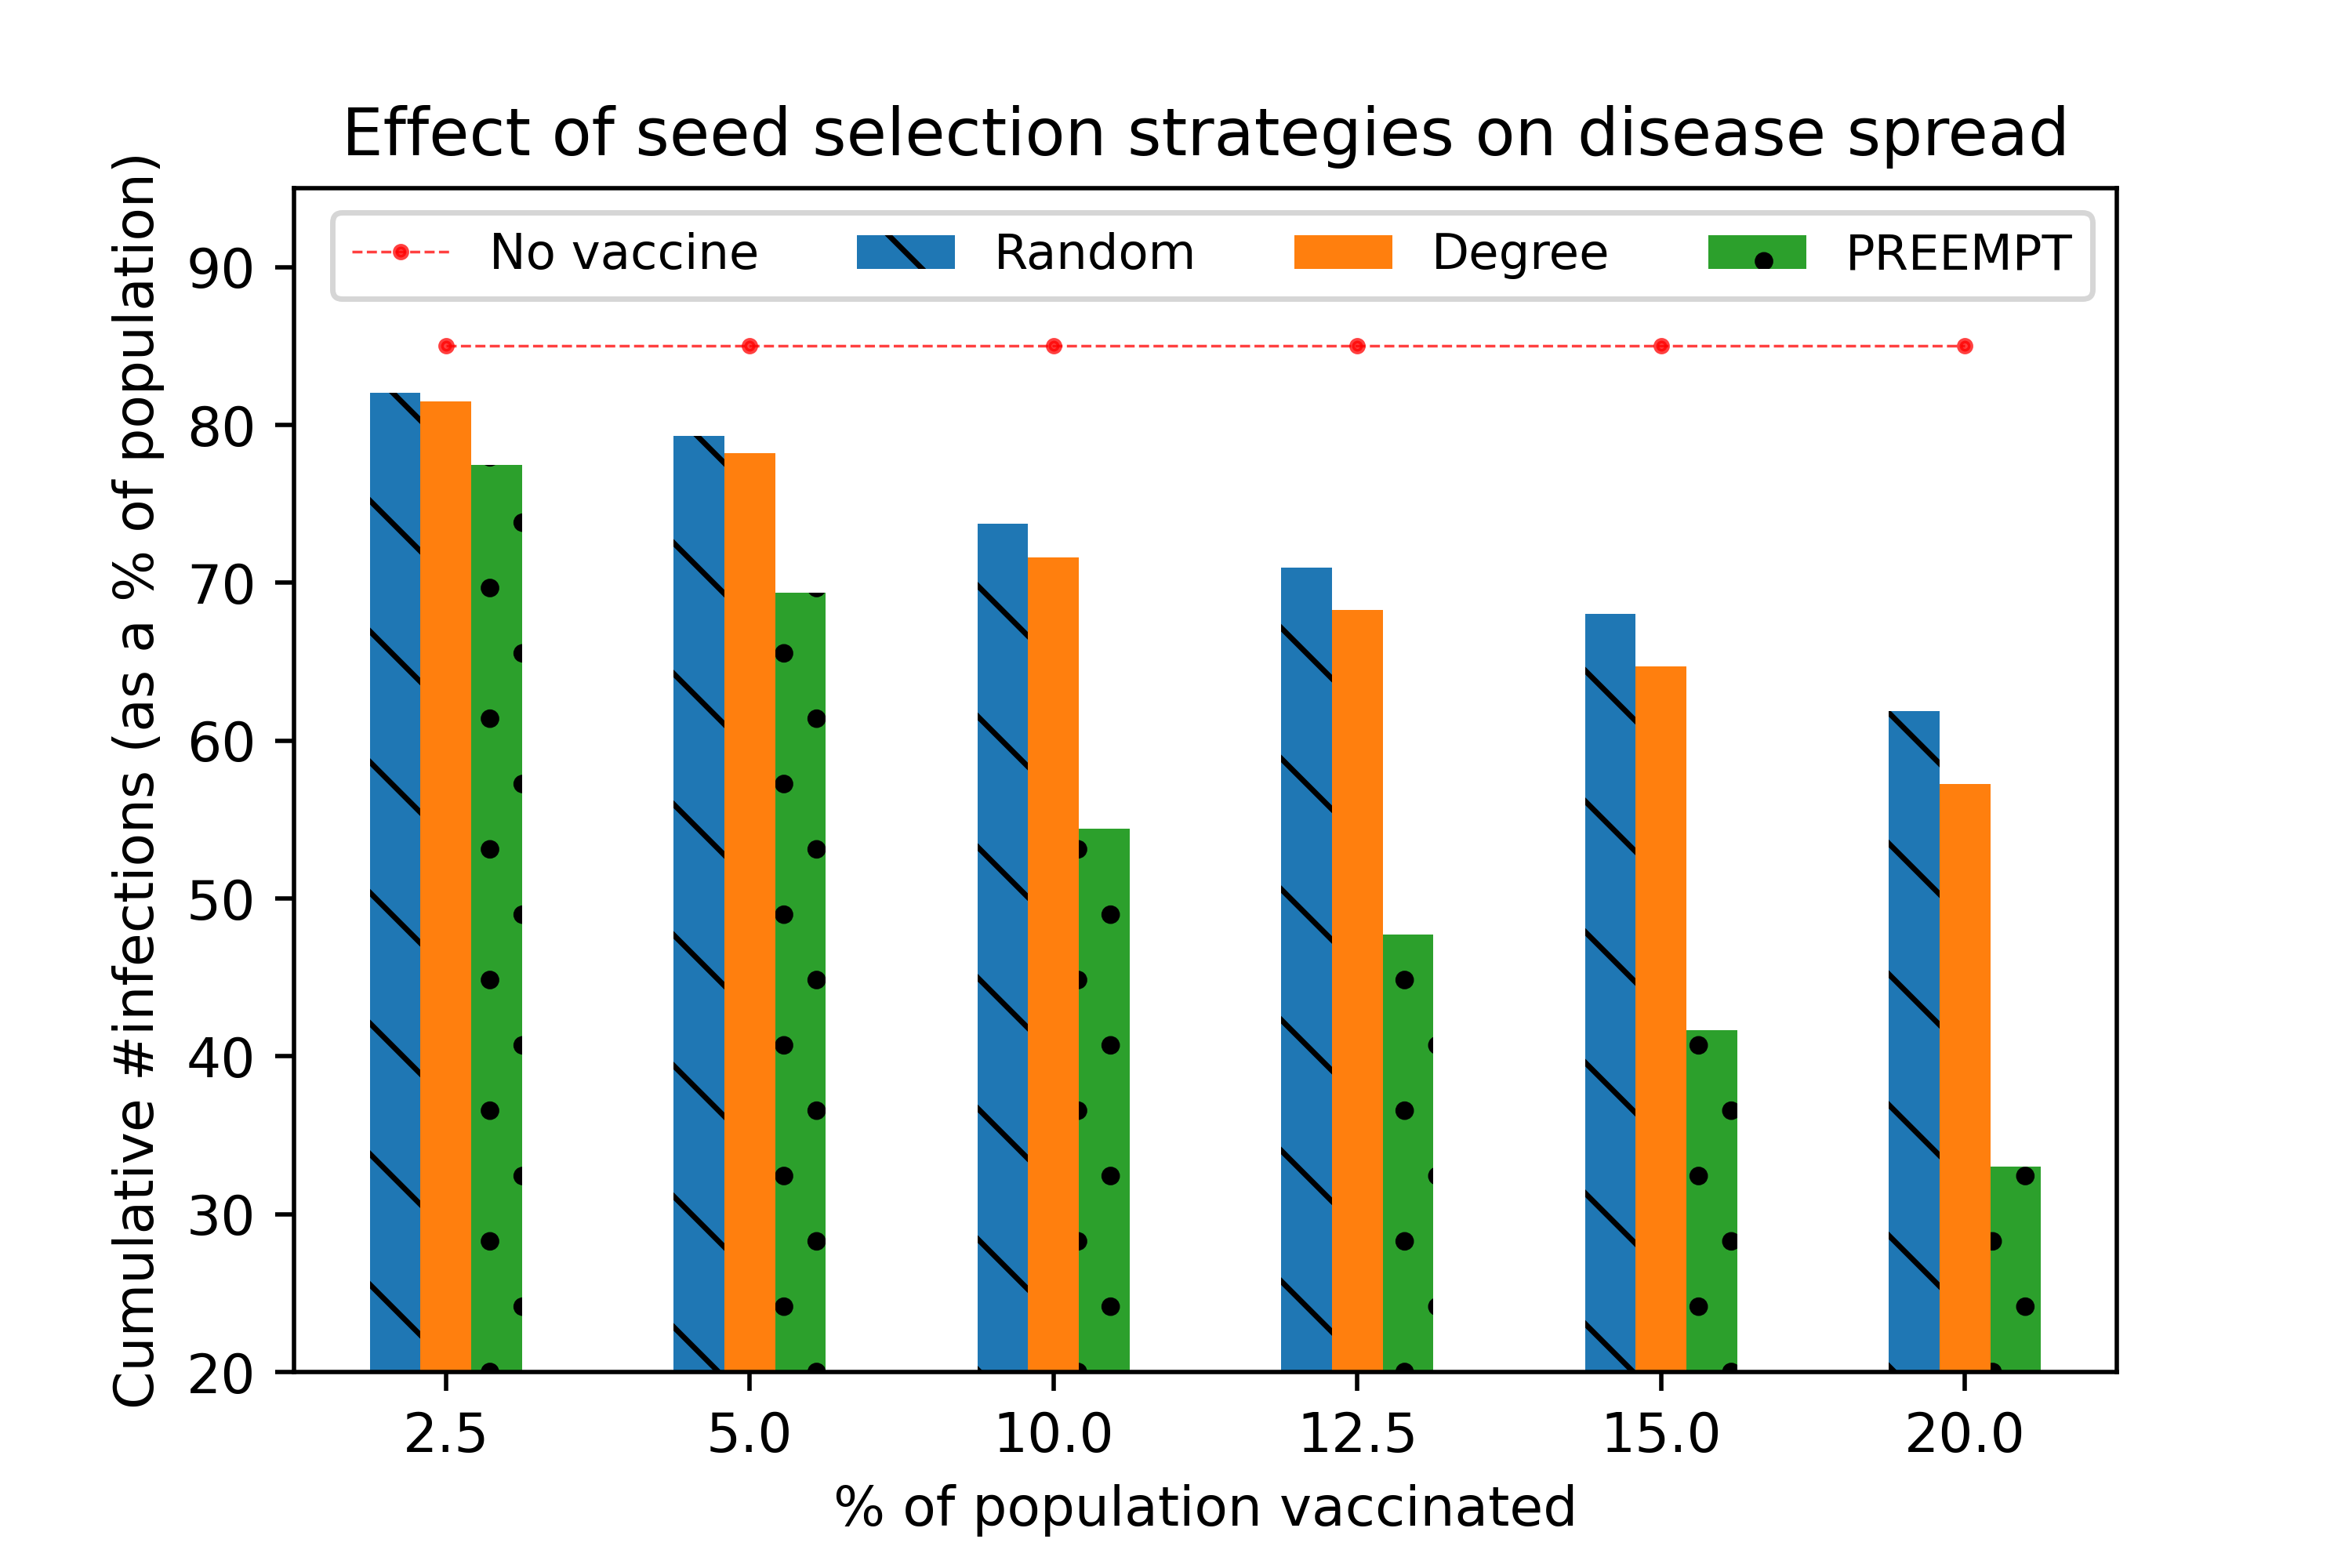 Effect of seed selection strategies on disease spread
No vaccine Random Degree PREEMPT
Cumulative #infections (as a % of population)
90
80
70
60
50
40
30
20
2.5 5.0 10.0 12.5 15.0 20.0
% of population vaccinated